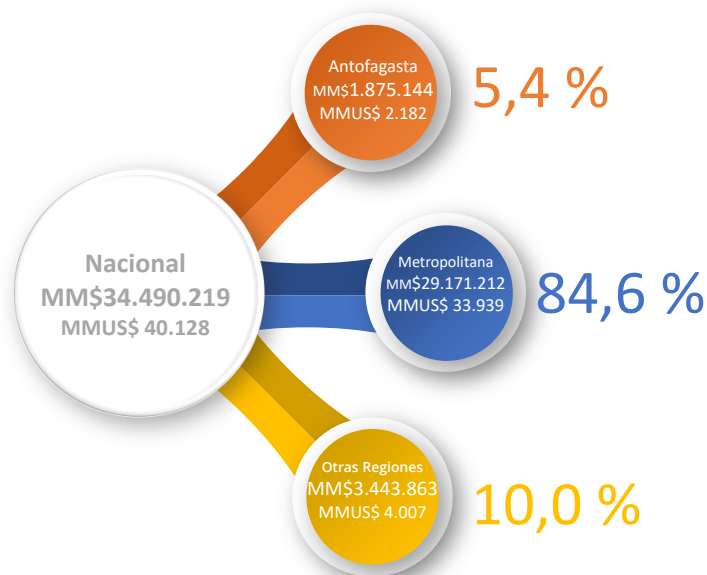 Antofagasta
MM$1.875.144
MMUS$ 2.182
5,4 %
Nacional
MM$34.490.219
MMUS$ 40.128
Metropolitana
MM$29.171.212
MMUS$ 33.939
84,6 %
Otras Regiones
MM$3.443.863
MMUS$ 4.007
10,0 %